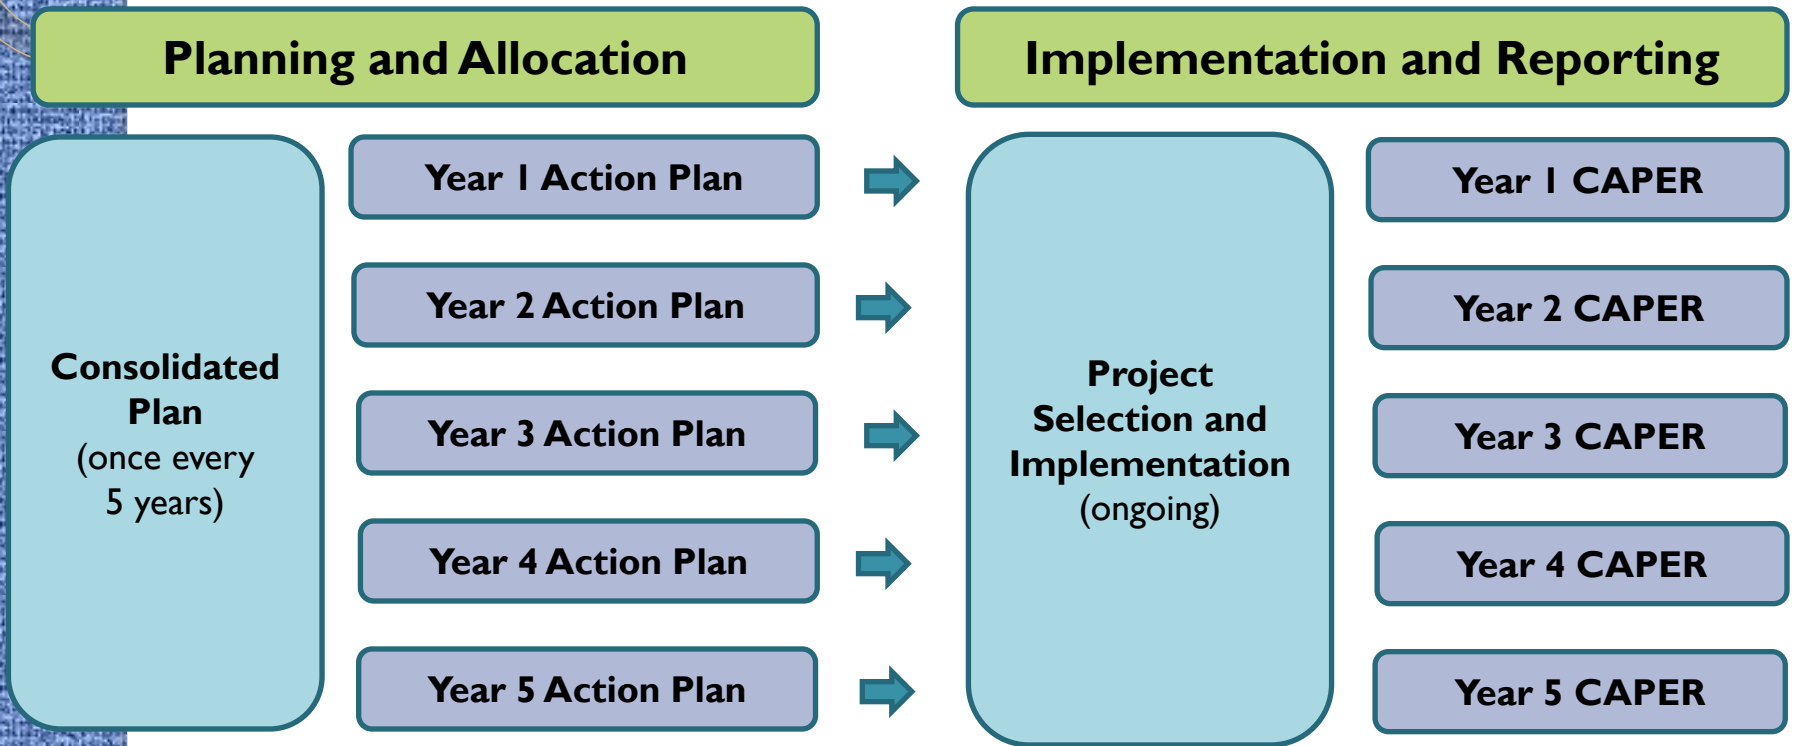 Planning and Allocation
Implementation and Reporting
Consolidated
Plan
(once every
5 years)
Year 1 Action Plan
Year 2 Action Plan
Year 3 Action Plan
Year 4 Action Plan
Year 5 Action Plan
Project
Selection and
Implementation
(ongoing)
Year 1 CAPER
Year 2 CAPER
Year 3 CAPER
Year 4 CAPER
Year 5 CAPER